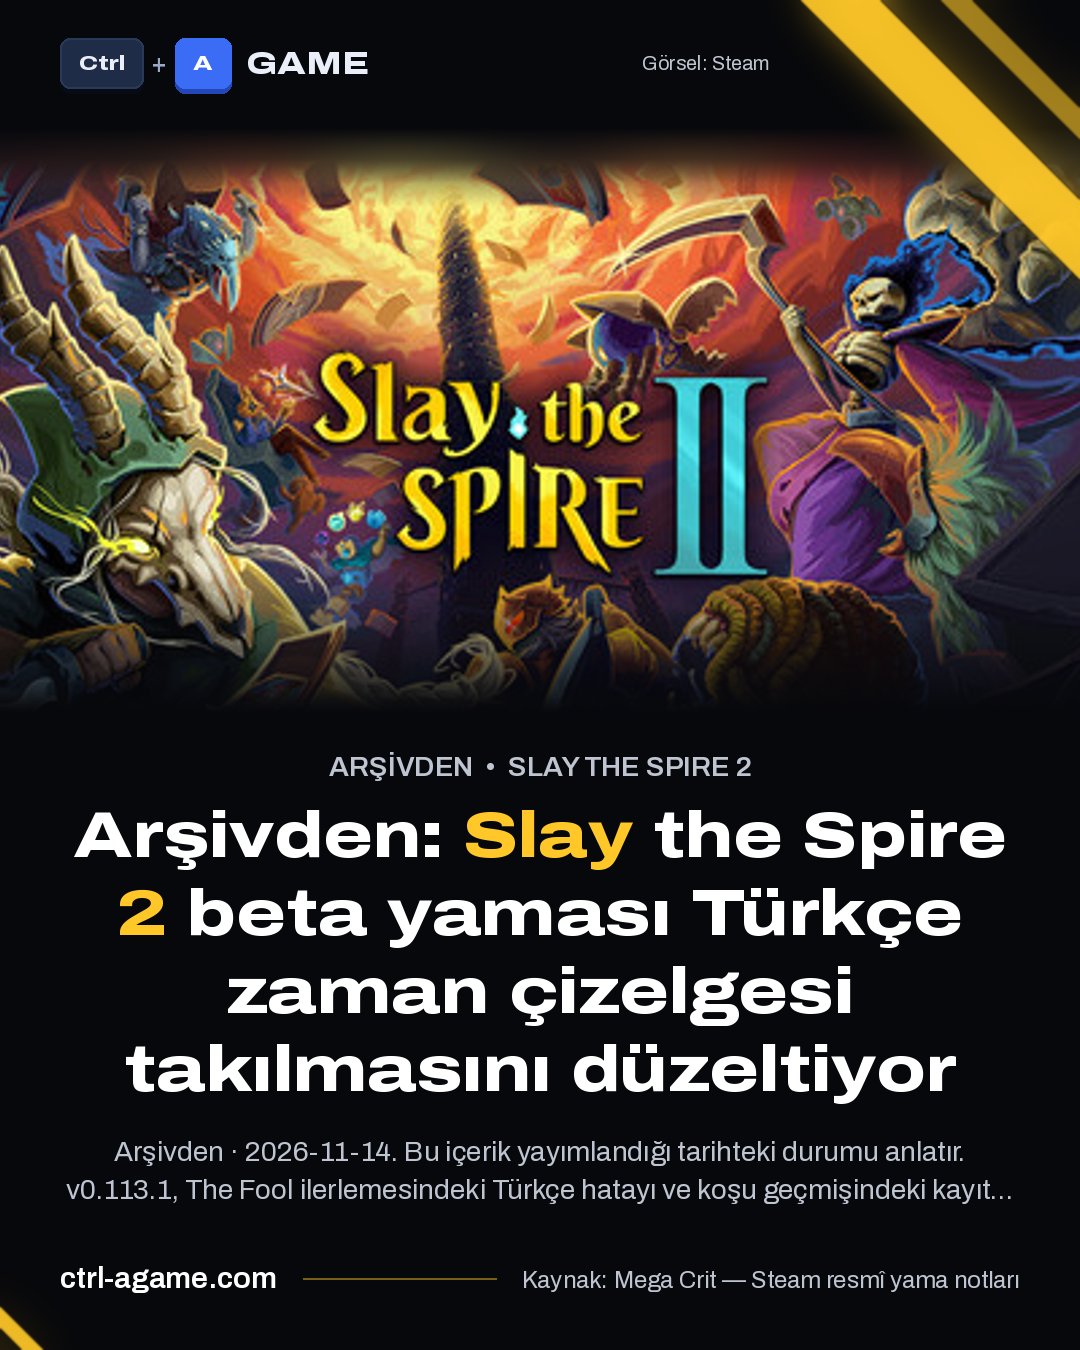 Ctrl + A GAME
Görsel: Steam
Slay the
SPIRE II
ARŞİVDEN • SLAY THE SPIRE 2
Arşivden: Slay the Spire
2 beta yaması Türkçe
zaman çizelgesi
takılmasını düzeltiyor
Arşivden · 2026-11-14. Bu içerik yayımlandığı tarihteki durumu anlatır.
v0.113.1, The Fool ilerlemesindeki Türkçe hatayı ve koşu geçmişindeki kayıt…
ctrl-agame.com
Kaynak: Mega Crit — Steam resmî yama notları